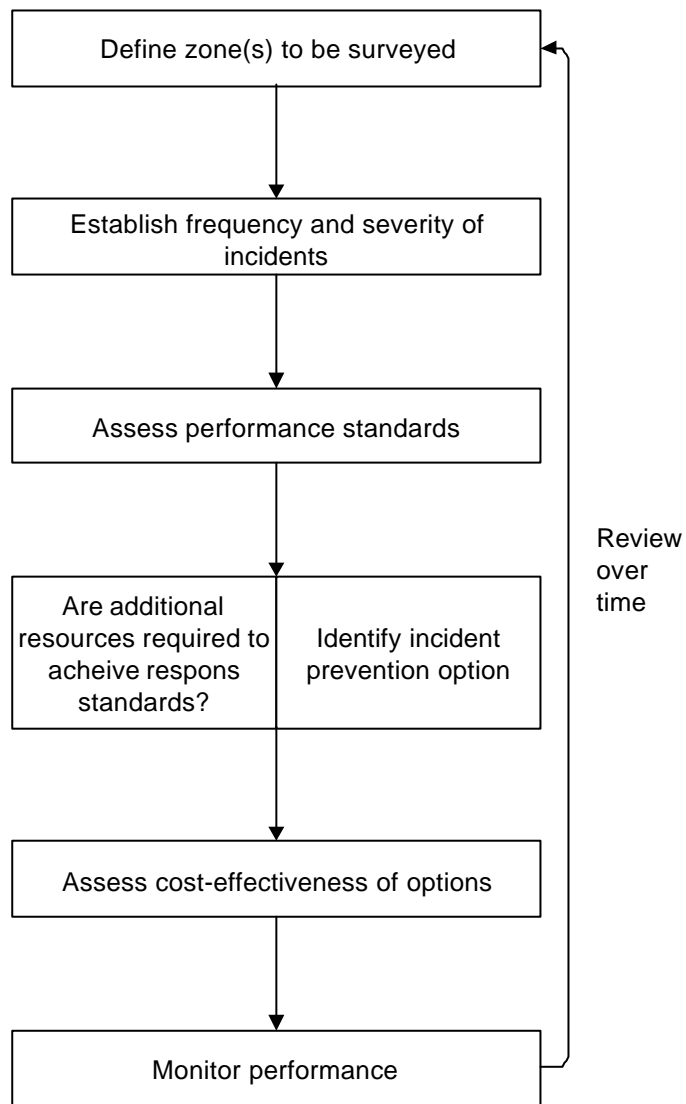 Define zone(s) to be surveyed
Establish frequency and severity of
incidents
Assess performance standards
Are additional
resources required to
acheive respons
standards?
Identify incident
prevention option
Review
over
time
Assess cost-effectiveness of options
Monitor performance